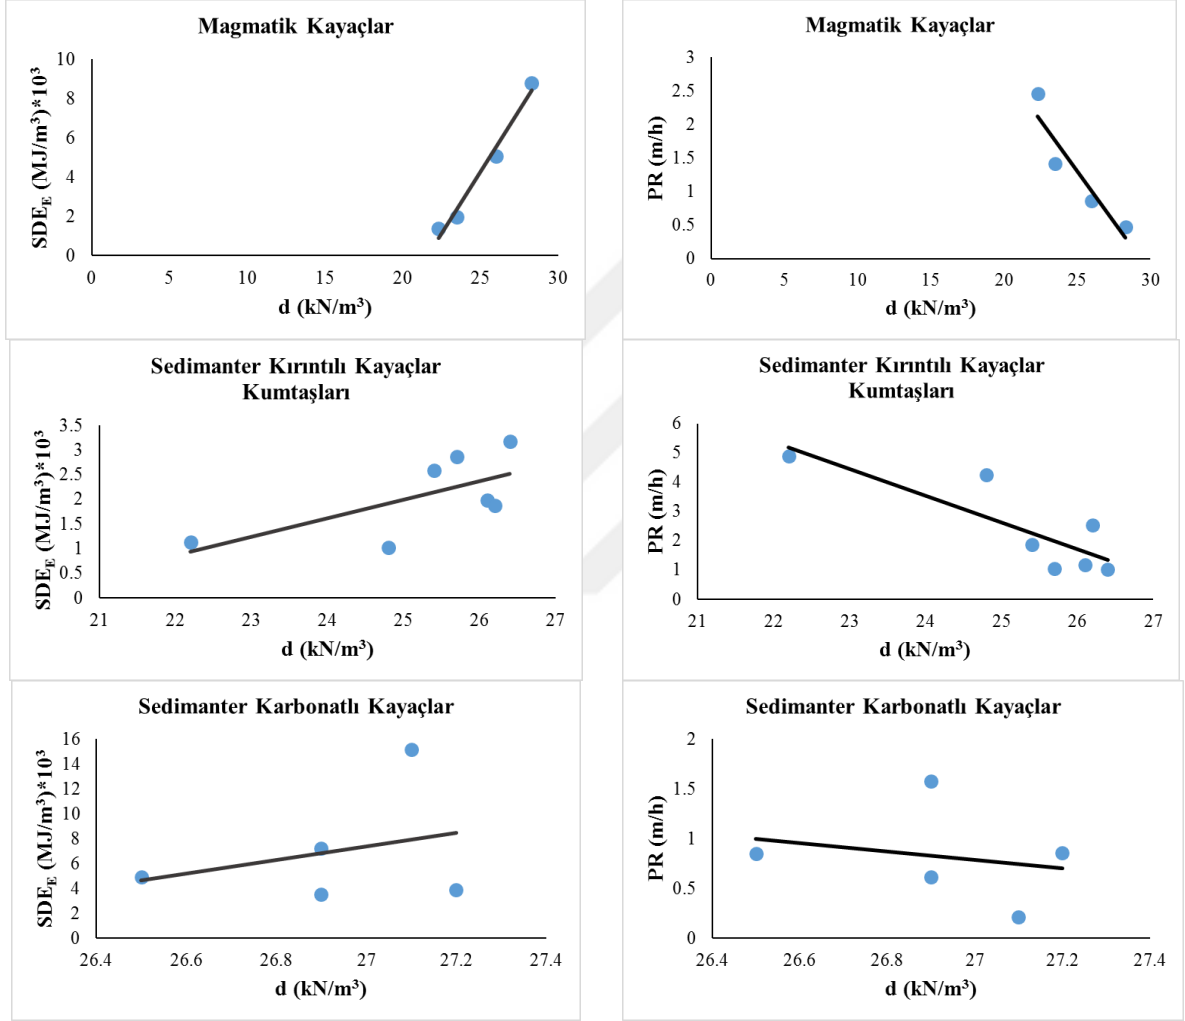 Magmatik Kayaçlar
SDE_E (MJ/m³)*10³
10
8
6
4
2
0
0 5 10 15 20 25 30
d (kN/m³)
Magmatik Kayaçlar
PR (m/h)
3
2.5
2
1.5
1
0.5
0
0 5 10 15 20 25 30
d (kN/m³)
Sedimanter Kırıntılı Kayaçlar
Kumtaşları
SDE_E (MJ/m³)*10³
3.5
3
2.5
2
1.5
1
0.5
0
21 22 23 24 25 26 27
d (kN/m³)
Sedimanter Kırıntılı Kayaçlar
Kumtaşları
PR (m/h)
6
5
4
3
2
1
0
21 22 23 24 25 26 27
d (kN/m³)
Sedimanter Karbonatlı Kayaçlar
SDE_E (MJ/m³)*10³
16
14
12
10
8
6
4
2
0
26.4 26.6 26.8 27 27.2 27.4
d (kN/m³)
Sedimanter Karbonatlı Kayaçlar
PR (m/h)
2
1.5
1
0.5
0
26.4 26.6 26.8 27 27.2 27.4
d (kN/m³)